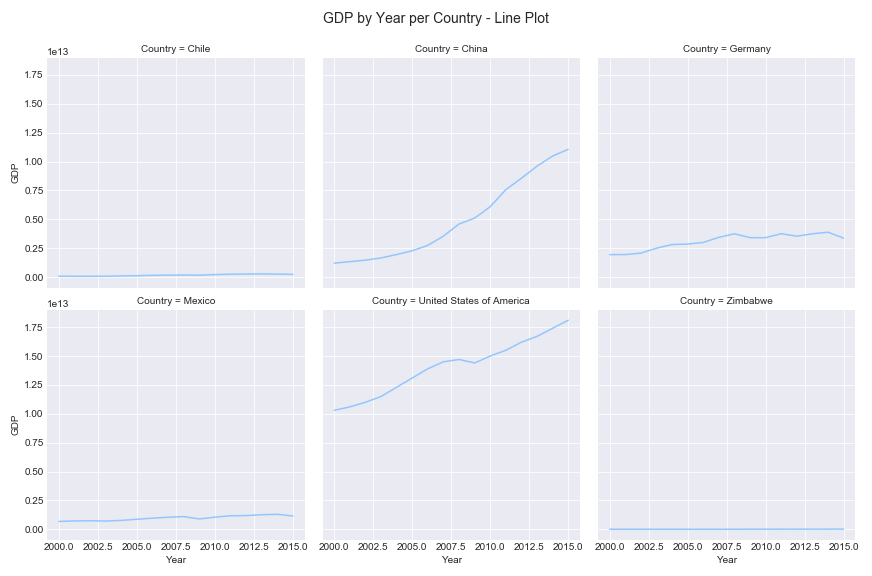 GDP by Year per Country - Line Plot
1e13 Country = Chile Country = China Country = Germany
1.75
1.50
1.25
1.00
0.75
0.50
0.25
0.00
GDP
1e13 Country = Mexico Country = United States of America Country = Zimbabwe
1.75
1.50
1.25
1.00
0.75
0.50
0.25
0.00
GDP
2000.0 2002.5 2005.0 2007.5 2010.0 2012.5 2015.0 2000.0 2002.5 2005.0 2007.5 2010.0 2012.5 2015.0 2000.0 2002.5 2005.0 2007.5 2010.0 2012.5 2015.0
Year Year Year